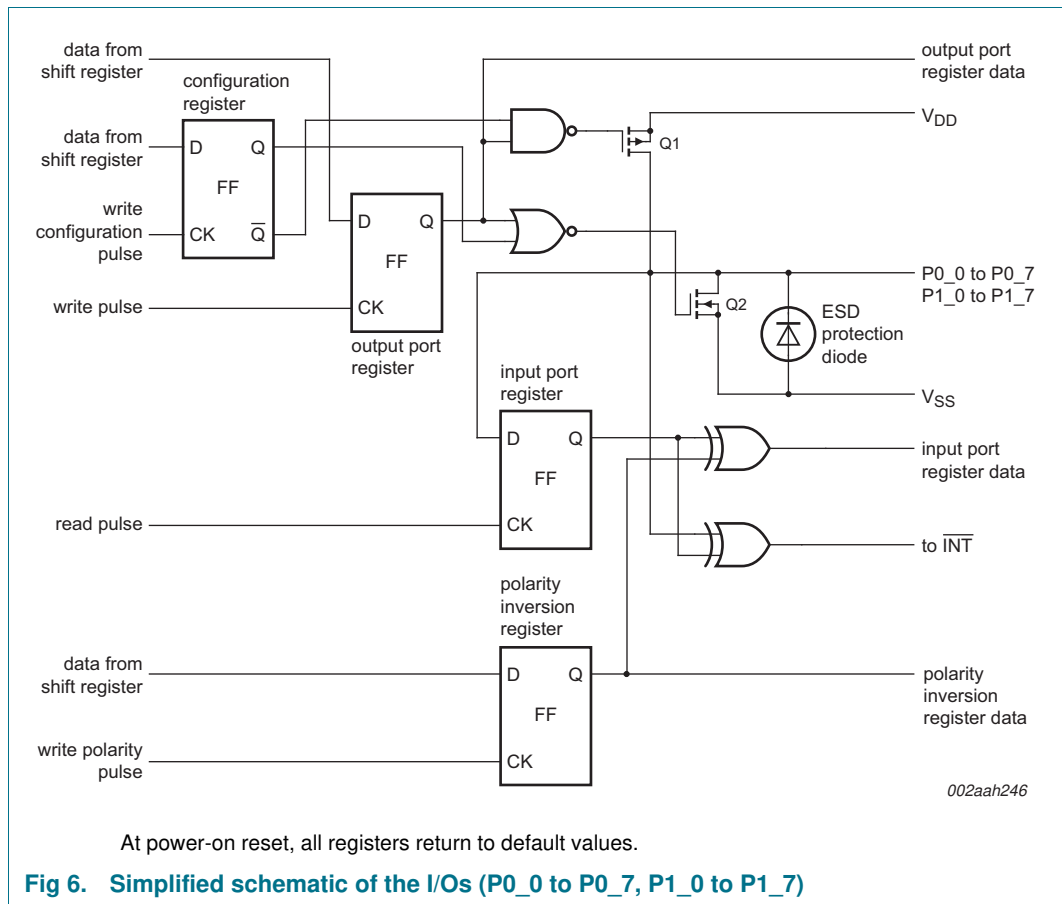 data from
shift register
output port
register data
configuration
register
V_DD
Q1
data from
shift register
D
Q
FF
write
configuration
pulse
CK
Q̅
D
Q
FF
CK
write pulse
output port
register
P0_0 to P0_7
P1_0 to P1_7
Q2
ESD
protection
diode
V_SS
input port
register
D
Q
FF
CK
input port
register data
read pulse
to I̅N̅T̅
polarity
inversion
register
data from
shift register
D
Q
FF
CK
polarity
inversion
register data
write polarity
pulse
002aah246
At power-on reset, all registers return to default values.
Fig 6. Simplified schematic of the I/Os (P0_0 to P0_7, P1_0 to P1_7)